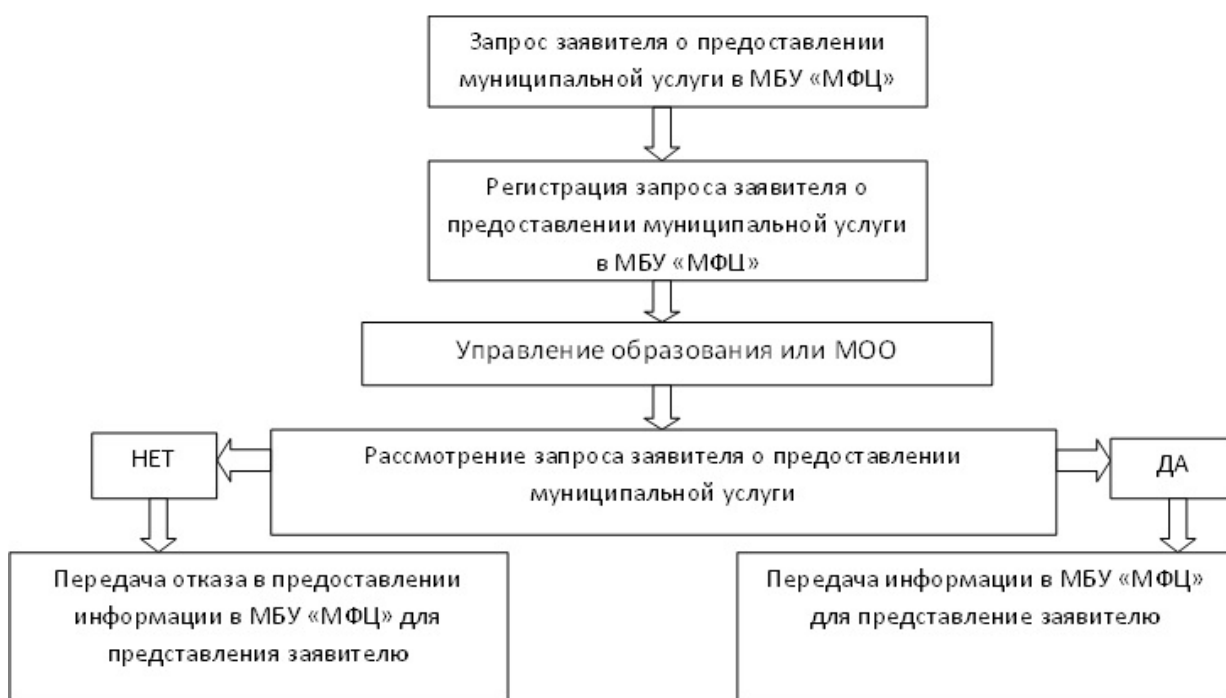 Запрос заявителя о предоставлении
муниципальной услуги в МБУ «МФЦ»
Регистрация запроса заявителя о
предоставлении муниципальной услуги
в МБУ «МФЦ»
Управление образования или МОО
НЕТ
Рассмотрение запроса заявителя о предоставлении
муниципальной услуги
ДА
Передача отказа в предоставлении
информации в МБУ «МФЦ» для
представления заявителю
Передача информации в МБУ «МФЦ»
для представление заявителю